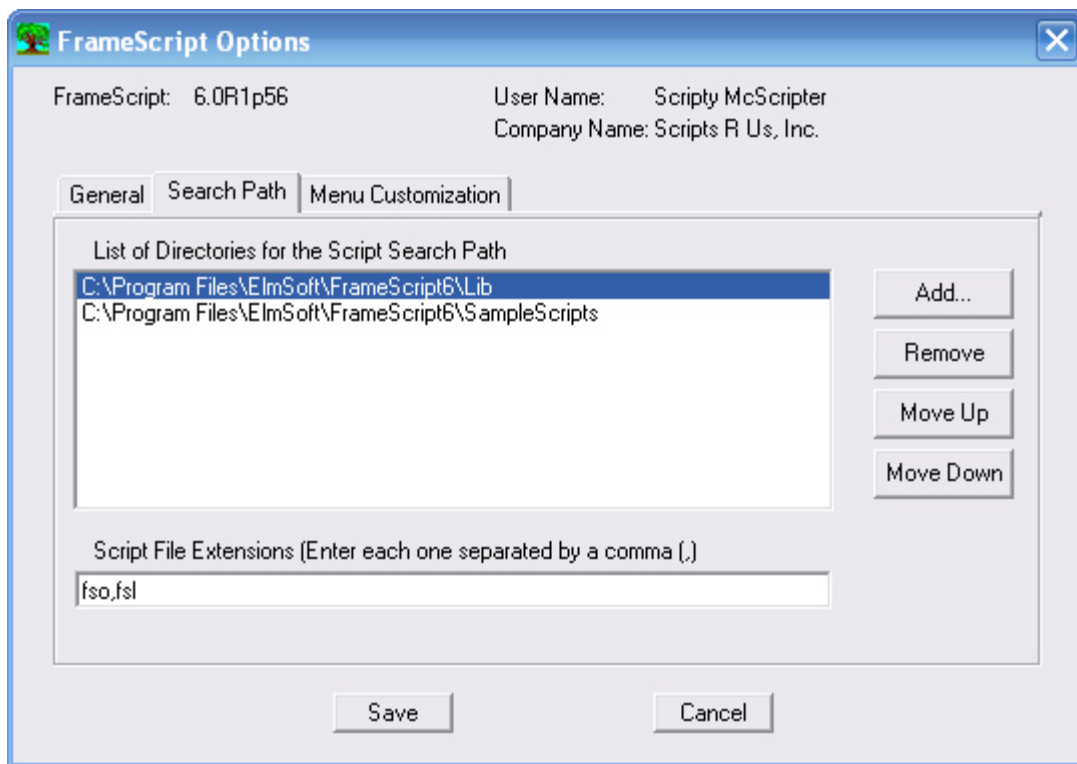 FrameScript Options
FrameScript: 6.0R1p56
User Name: Scripty McScripter
Company Name: Scripts R Us, Inc.
General Search Path Menu Customization
List of Directories for the Script Search Path
C:\Program Files\ElmSoft\FrameScript6\Lib
C:\Program Files\ElmSoft\FrameScript6\SampleScripts
Add...
Remove
Move Up
Move Down
Script File Extensions (Enter each one separated by a comma (,)
fso,fsl
Save Cancel